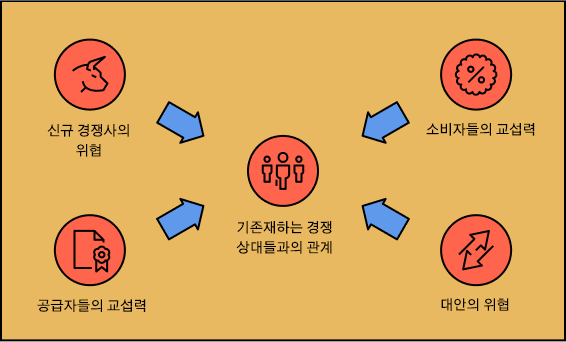 신규 경쟁사의
위협
소비자들의 교섭력
기존재하는 경쟁
상대들과의 관계
공급자들의 교섭력
대안의 위협